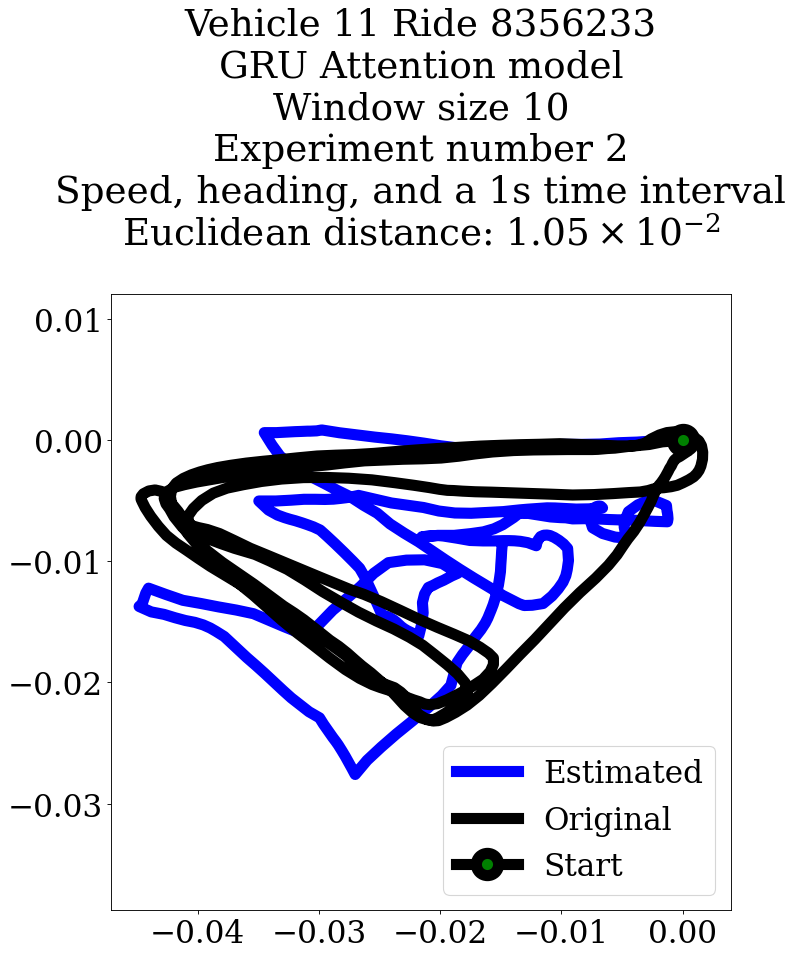 Vehicle 11 Ride 8356233
GRU Attention model
Window size 10
Experiment number 2
Speed, heading, and a 1s time interval
Euclidean distance: 1.05 × 10⁻²
0.01
0.00
−0.01
−0.02
−0.03
Estimated
Original
Start
−0.04 −0.03 −0.02 −0.01 0.00